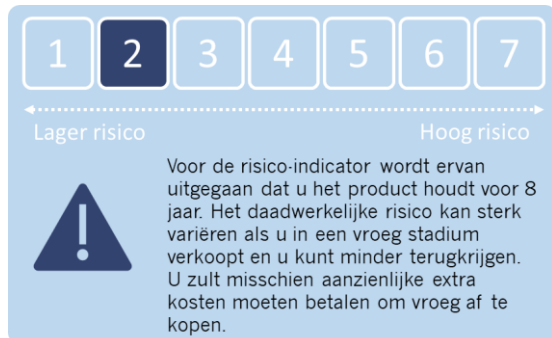 1 2 3 4 5 6 7
Lager risico Hoog risico
Voor de risico-indicator wordt ervan
uitgegaan dat u het product houdt voor 8
jaar. Het daadwerkelijke risico kan sterk
variëren als u in een vroeg stadium
verkoopt en u kunt minder terugkrijgen.
U zult misschien aanzienlijke extra
kosten moeten betalen om vroeg af te
kopen.